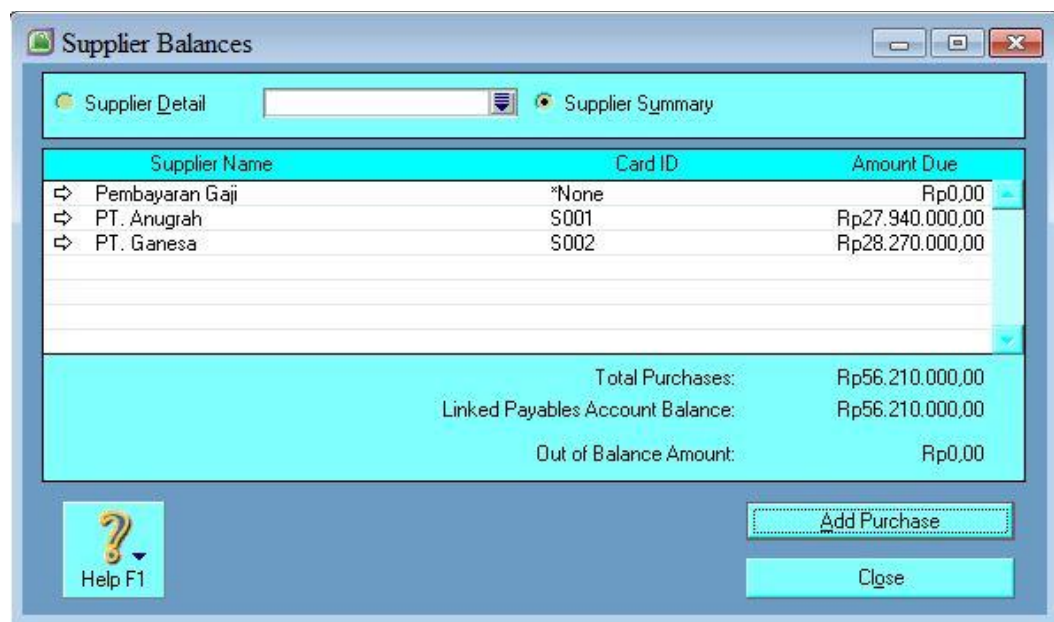 Supplier Balances
Supplier Detail Supplier Summary
Supplier Name Card ID Amount Due
Pembayaran Gaji *None Rp0,00
PT. Anugrah S001 Rp27.940.000,00
PT. Ganesa S002 Rp28.270.000,00
Total Purchases: Rp56.210.000,00
Linked Payables Account Balance: Rp56.210.000,00
Out of Balance Amount: Rp0,00
Add Purchase
Help F1
Close